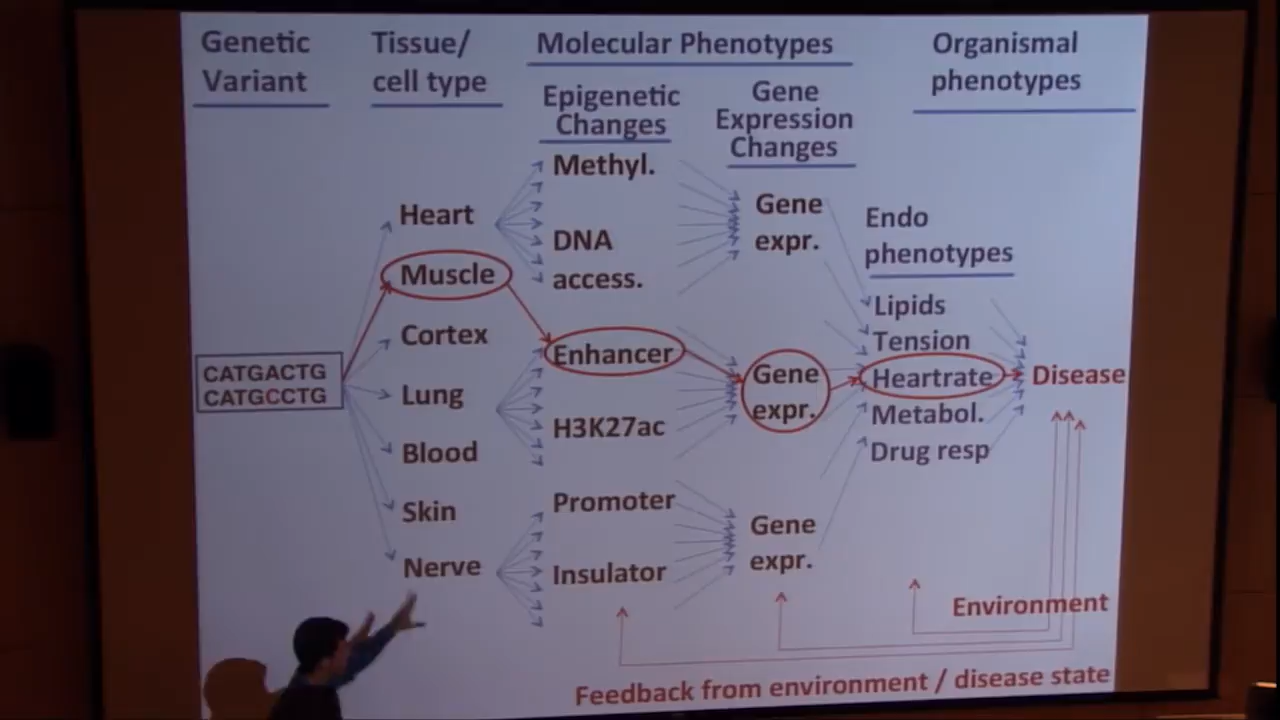 Genetic
Variant
Tissue/
cell type
Molecular Phenotypes
Organismal
phenotypes
Epigenetic
Changes
Gene
Expression
Changes
Methyl.
DNA
access.
Enhancer
H3K27ac
Promoter
Insulator
Heart
Muscle
Cortex
Lung
Blood
Skin
Nerve
CATGACTG
CATGCCTG
Gene
expr.
Gene
expr.
Gene
expr.
Endo
phenotypes
Lipids
Tension
Heartrate
Metabol.
Drug resp
Disease
Environment
Feedback from environment / disease state